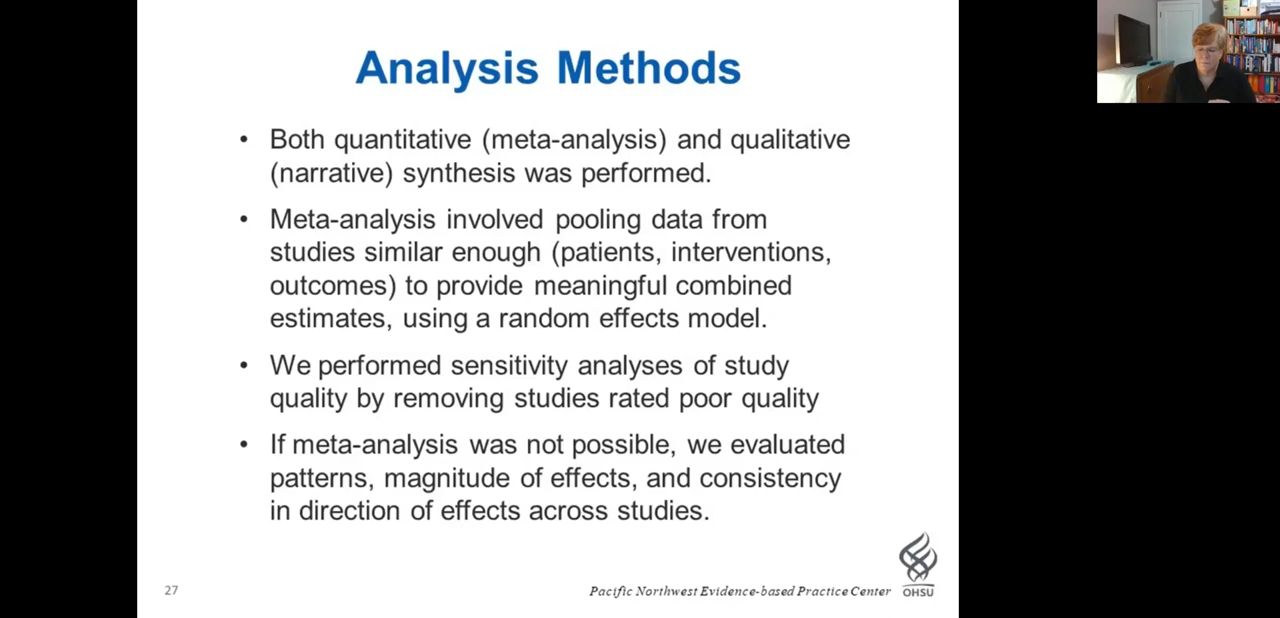 Analysis Methods
• Both quantitative (meta-analysis) and qualitative
(narrative) synthesis was performed.
• Meta-analysis involved pooling data from
studies similar enough (patients, interventions,
outcomes) to provide meaningful combined
estimates, using a random effects model.
• We performed sensitivity analyses of study
quality by removing studies rated poor quality
• If meta-analysis was not possible, we evaluated
patterns, magnitude of effects, and consistency
in direction of effects across studies.
27
Pacific Northwest Evidence-based Practice Center
OHSU